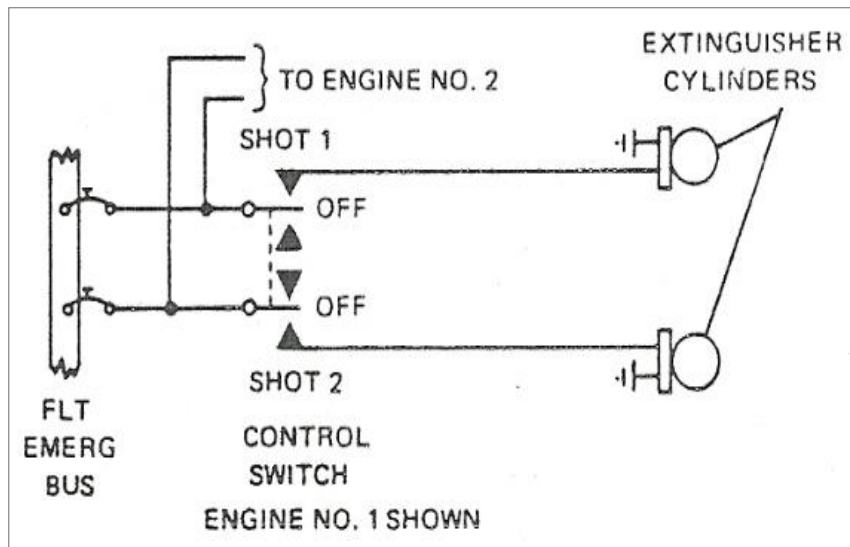 EXTINGUISHER
CYLINDERS
TO ENGINE NO. 2
SHOT 1
OFF
OFF
SHOT 2
FLT
EMERG
BUS
CONTROL
SWITCH
ENGINE NO. 1 SHOWN